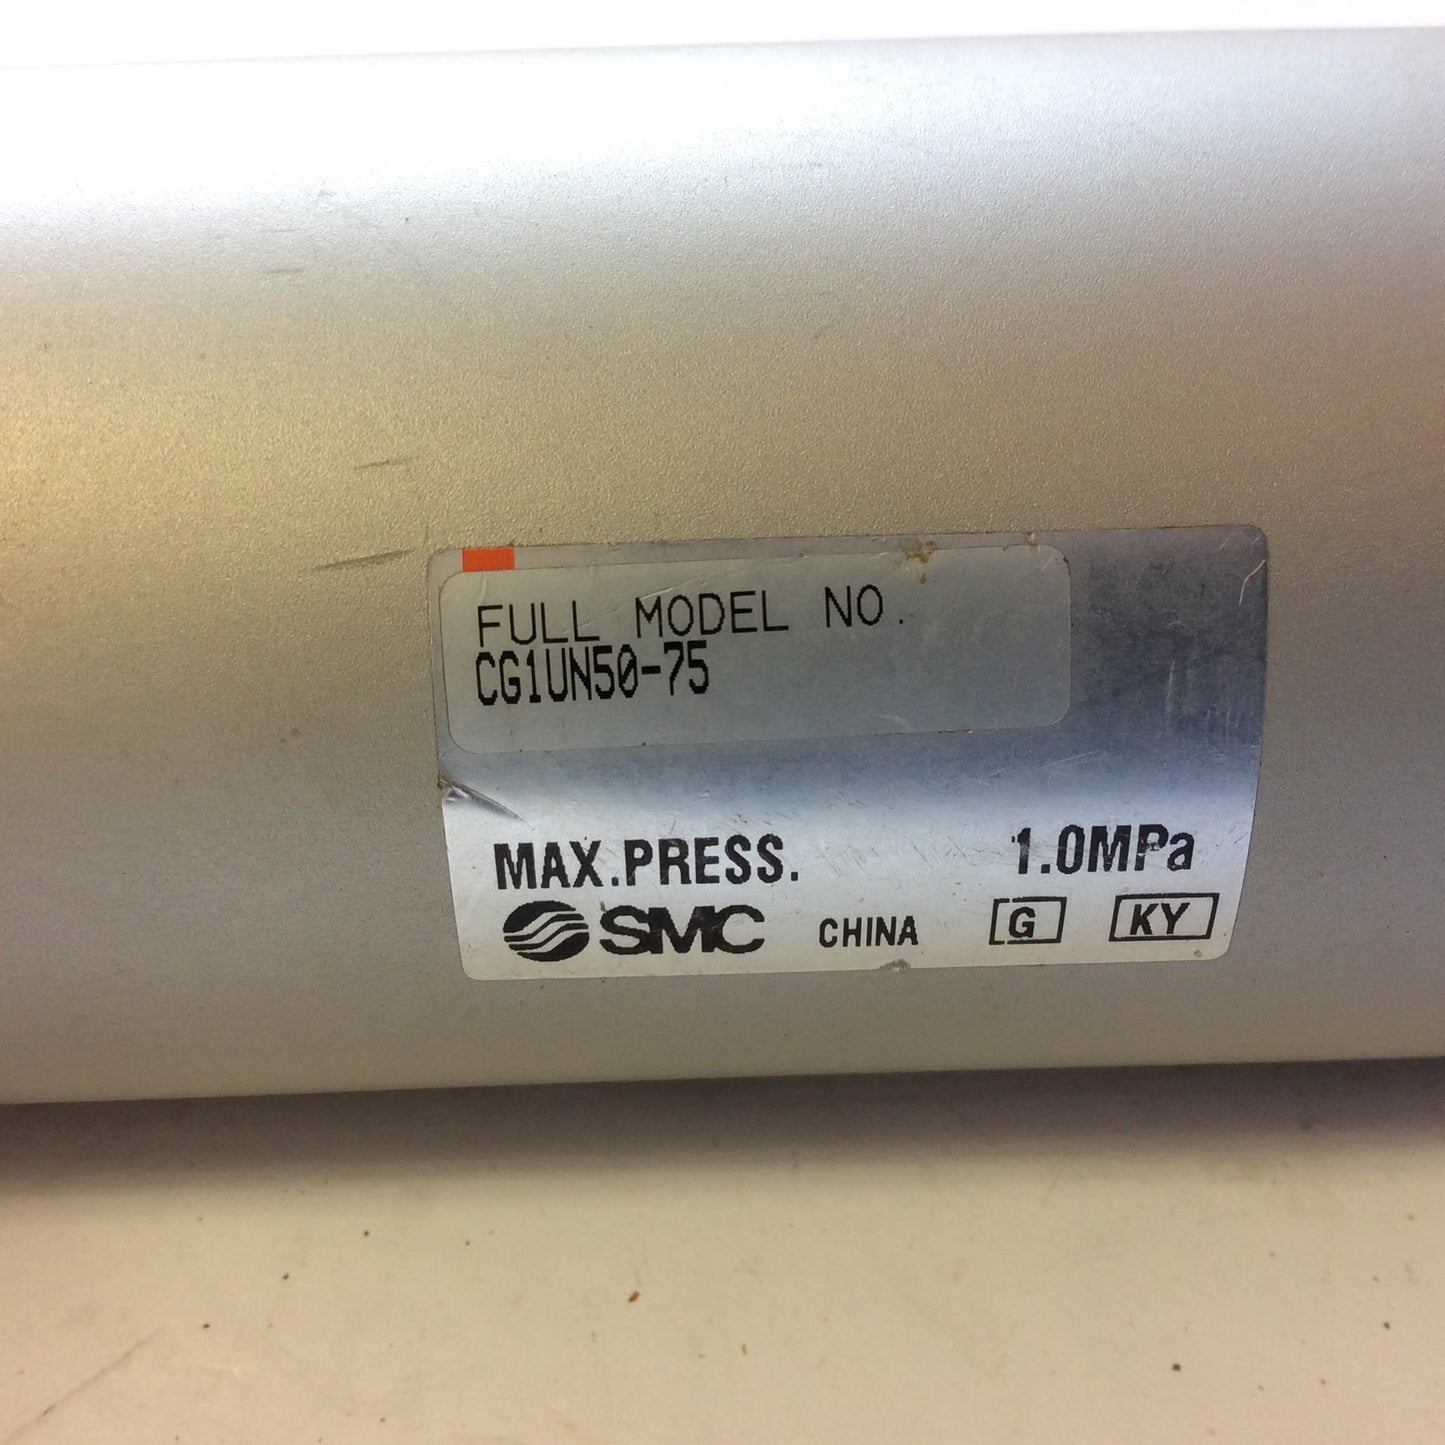 FULL MODEL NO.
CG1UN50-75
MAX.PRESS. 1.0MPa
SMC CHINA G KY